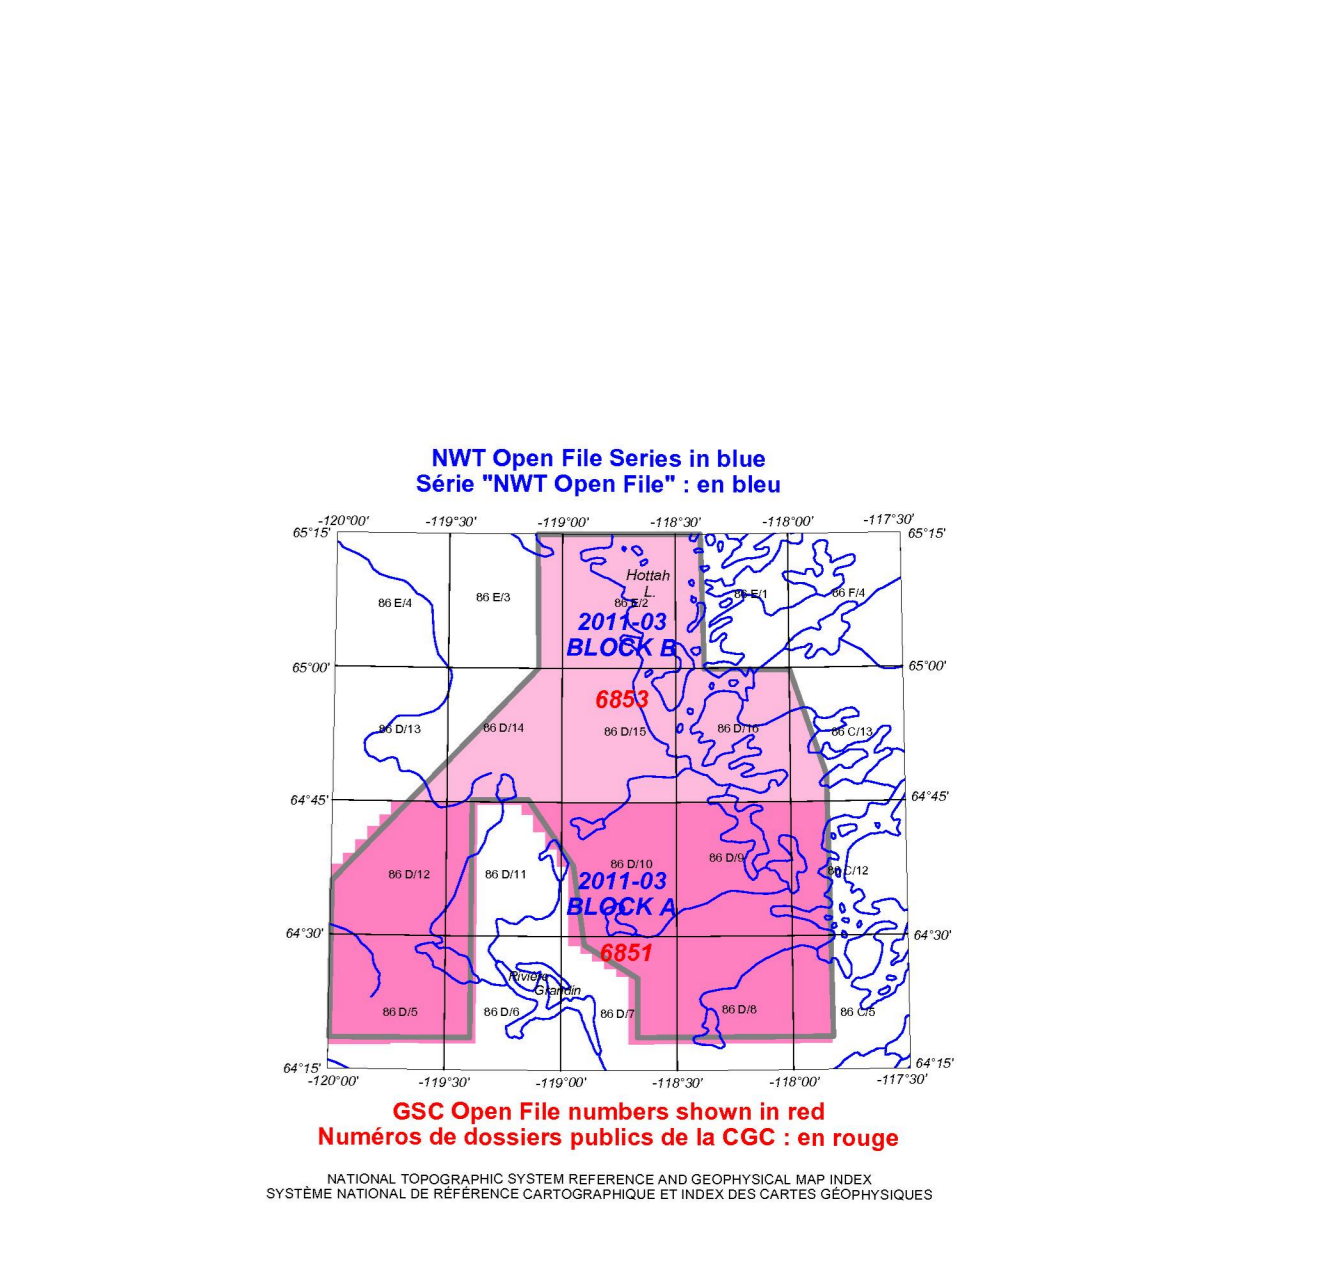 NWT Open File Series in blue
Série "NWT Open File" : en bleu
-120°00' -119°30' -119°00' -118°30' -118°00' -117°30'
65°15' 65°15'
Hottah
L.
86 E/4 86 E/3 86 E/2 86 E/1 86 F/4
2011-03
BLOCK B
65°00' 65°00'
6853
86 D/13 86 D/14 86 D/15 86 D/16 86 C/13
64°45' 64°45'
86 D/12 86 D/11 86 D/10 86 D/9 86 C/12
2011-03
BLOCK A
64°30' 64°30'
6851
Rivière
Grandin
86 D/5 86 D/6 86 D/7 86 D/8 86 C/5
64°15' 64°15'
-120°00' -119°30' -119°00' -118°30' -118°00' -117°30'
GSC Open File numbers shown in red
Numéros de dossiers publics de la CGC : en rouge
NATIONAL TOPOGRAPHIC SYSTEM REFERENCE AND GEOPHYSICAL MAP INDEX
SYSTÈME NATIONAL DE RÉFÉRENCE CARTOGRAPHIQUE ET INDEX DES CARTES GÉOPHYSIQUES